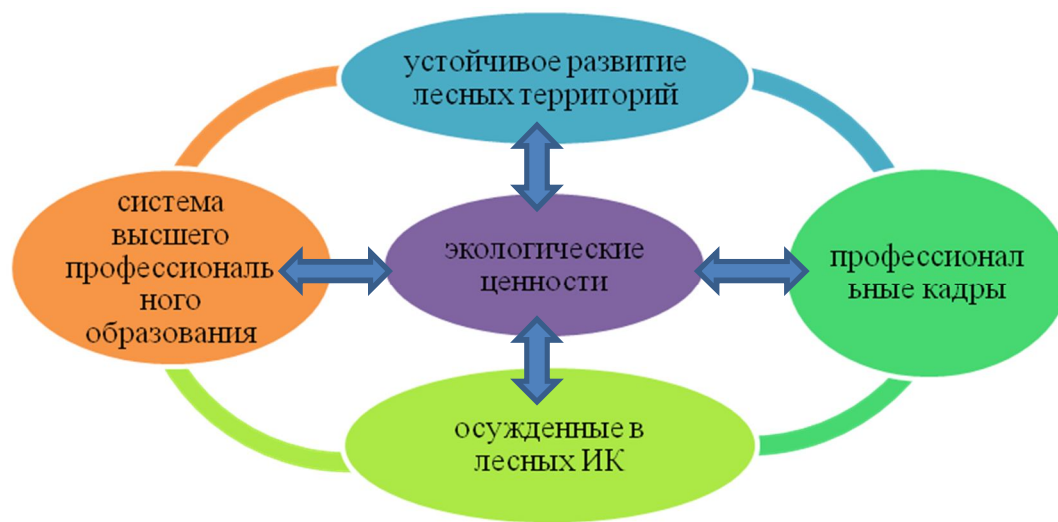 устойчивое развитие
лесных территорий
система
высшего
профессиональ
ного
образования
экологические
ценности
профессионал
ьные кадры
осужденные в
лесных ИК